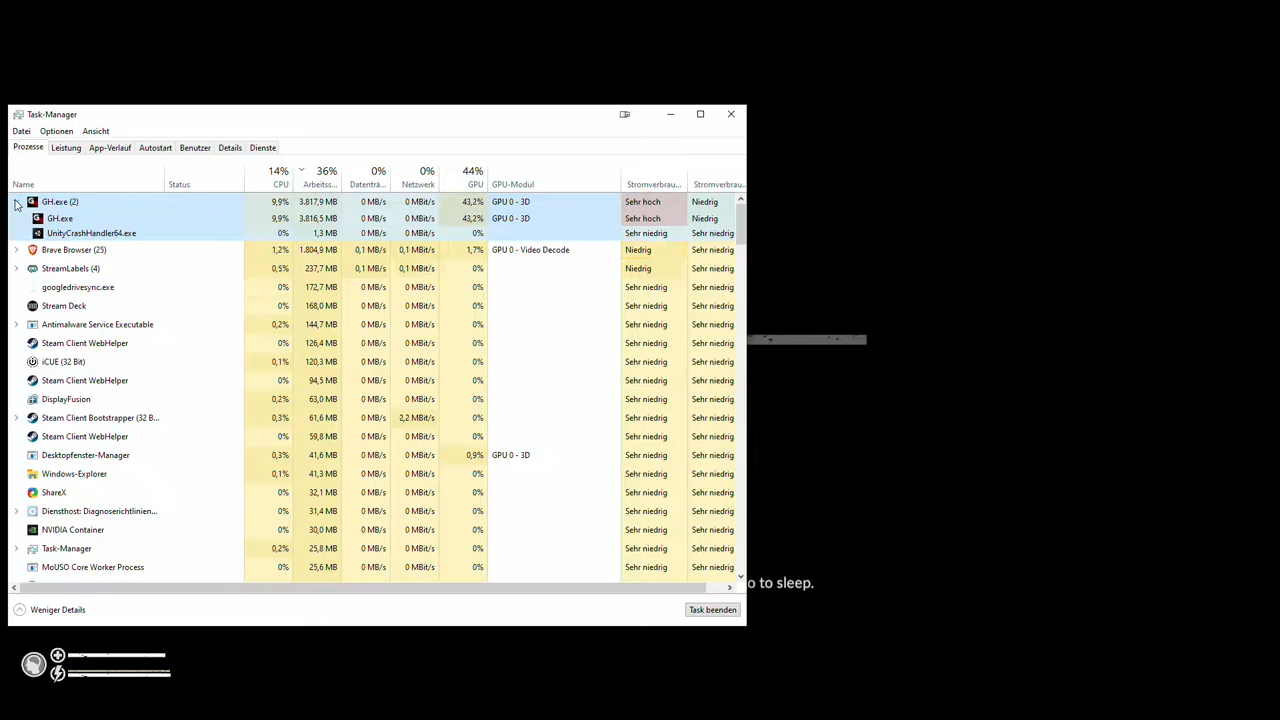 Task-Manager
Datei Optionen Ansicht
Prozesse Leistung App-Verlauf Autostart Benutzer Details Dienste
14% 36% 0% 0% 44%
Name Status CPU Arbeitss... Datenträ... Netzwerk GPU GPU-Modul Stromverbrau... Stromverbrau...
GH.exe (2) 9,9% 3.817,9 MB 0 MB/s 0 MBit/s 43,2% GPU 0 - 3D Sehr hoch Niedrig
GH.exe 9,9% 3.816,5 MB 0 MB/s 0 MBit/s 43,2% GPU 0 - 3D Sehr hoch Niedrig
UnityCrashHandler64.exe 0% 1,3 MB 0 MB/s 0 MBit/s 0% Sehr niedrig Sehr niedrig
Brave Browser (25) 1,2% 1.804,9 MB 0,1 MB/s 0,1 MBit/s 1,7% GPU 0 - Video Decode Niedrig Sehr niedrig
StreamLabels (4) 0,5% 237,7 MB 0,1 MB/s 0,1 MBit/s 0% Niedrig Sehr niedrig
googledrivesync.exe 0% 172,7 MB 0 MB/s 0 MBit/s 0% Sehr niedrig Sehr niedrig
Stream Deck 0% 168,0 MB 0 MB/s 0 MBit/s 0% Sehr niedrig Sehr niedrig
Antimalware Service Executable 0,2% 144,7 MB 0 MB/s 0 MBit/s 0% Sehr niedrig Sehr niedrig
Steam Client WebHelper 0% 126,4 MB 0 MB/s 0 MBit/s 0% Sehr niedrig Sehr niedrig
iCUE (32 Bit) 0,1% 120,3 MB 0 MB/s 0 MBit/s 0% Sehr niedrig Sehr niedrig
Steam Client WebHelper 0% 94,5 MB 0 MB/s 0 MBit/s 0% Sehr niedrig Sehr niedrig
DisplayFusion 0,2% 63,0 MB 0 MB/s 0 MBit/s 0% Sehr niedrig Sehr niedrig
Steam Client Bootstrapper (32 B... 0,3% 61,6 MB 0 MB/s 2,2 MBit/s 0% Sehr niedrig Sehr niedrig
Steam Client WebHelper 0% 59,8 MB 0 MB/s 0 MBit/s 0% Sehr niedrig Sehr niedrig
Desktopfenster-Manager 0,3% 41,6 MB 0 MB/s 0 MBit/s 0,9% GPU 0 - 3D Sehr niedrig Sehr niedrig
Windows-Explorer 0,1% 41,3 MB 0 MB/s 0 MBit/s 0% Sehr niedrig Sehr niedrig
ShareX 0% 32,1 MB 0 MB/s 0 MBit/s 0% Sehr niedrig Sehr niedrig
Diensthost: Diagnoserichtlinien... 0% 31,4 MB 0 MB/s 0 MBit/s 0% Sehr niedrig Sehr niedrig
NVIDIA Container 0% 30,0 MB 0 MB/s 0 MBit/s 0% Sehr niedrig Sehr niedrig
Task-Manager 0,2% 25,8 MB 0 MB/s 0 MBit/s 0% Sehr niedrig Sehr niedrig
MoUSO Core Worker Process 0% 25,6 MB 0 MB/s 0 MBit/s 0% Sehr niedrig Sehr niedrig
o to sleep.
Weniger Details Task beenden